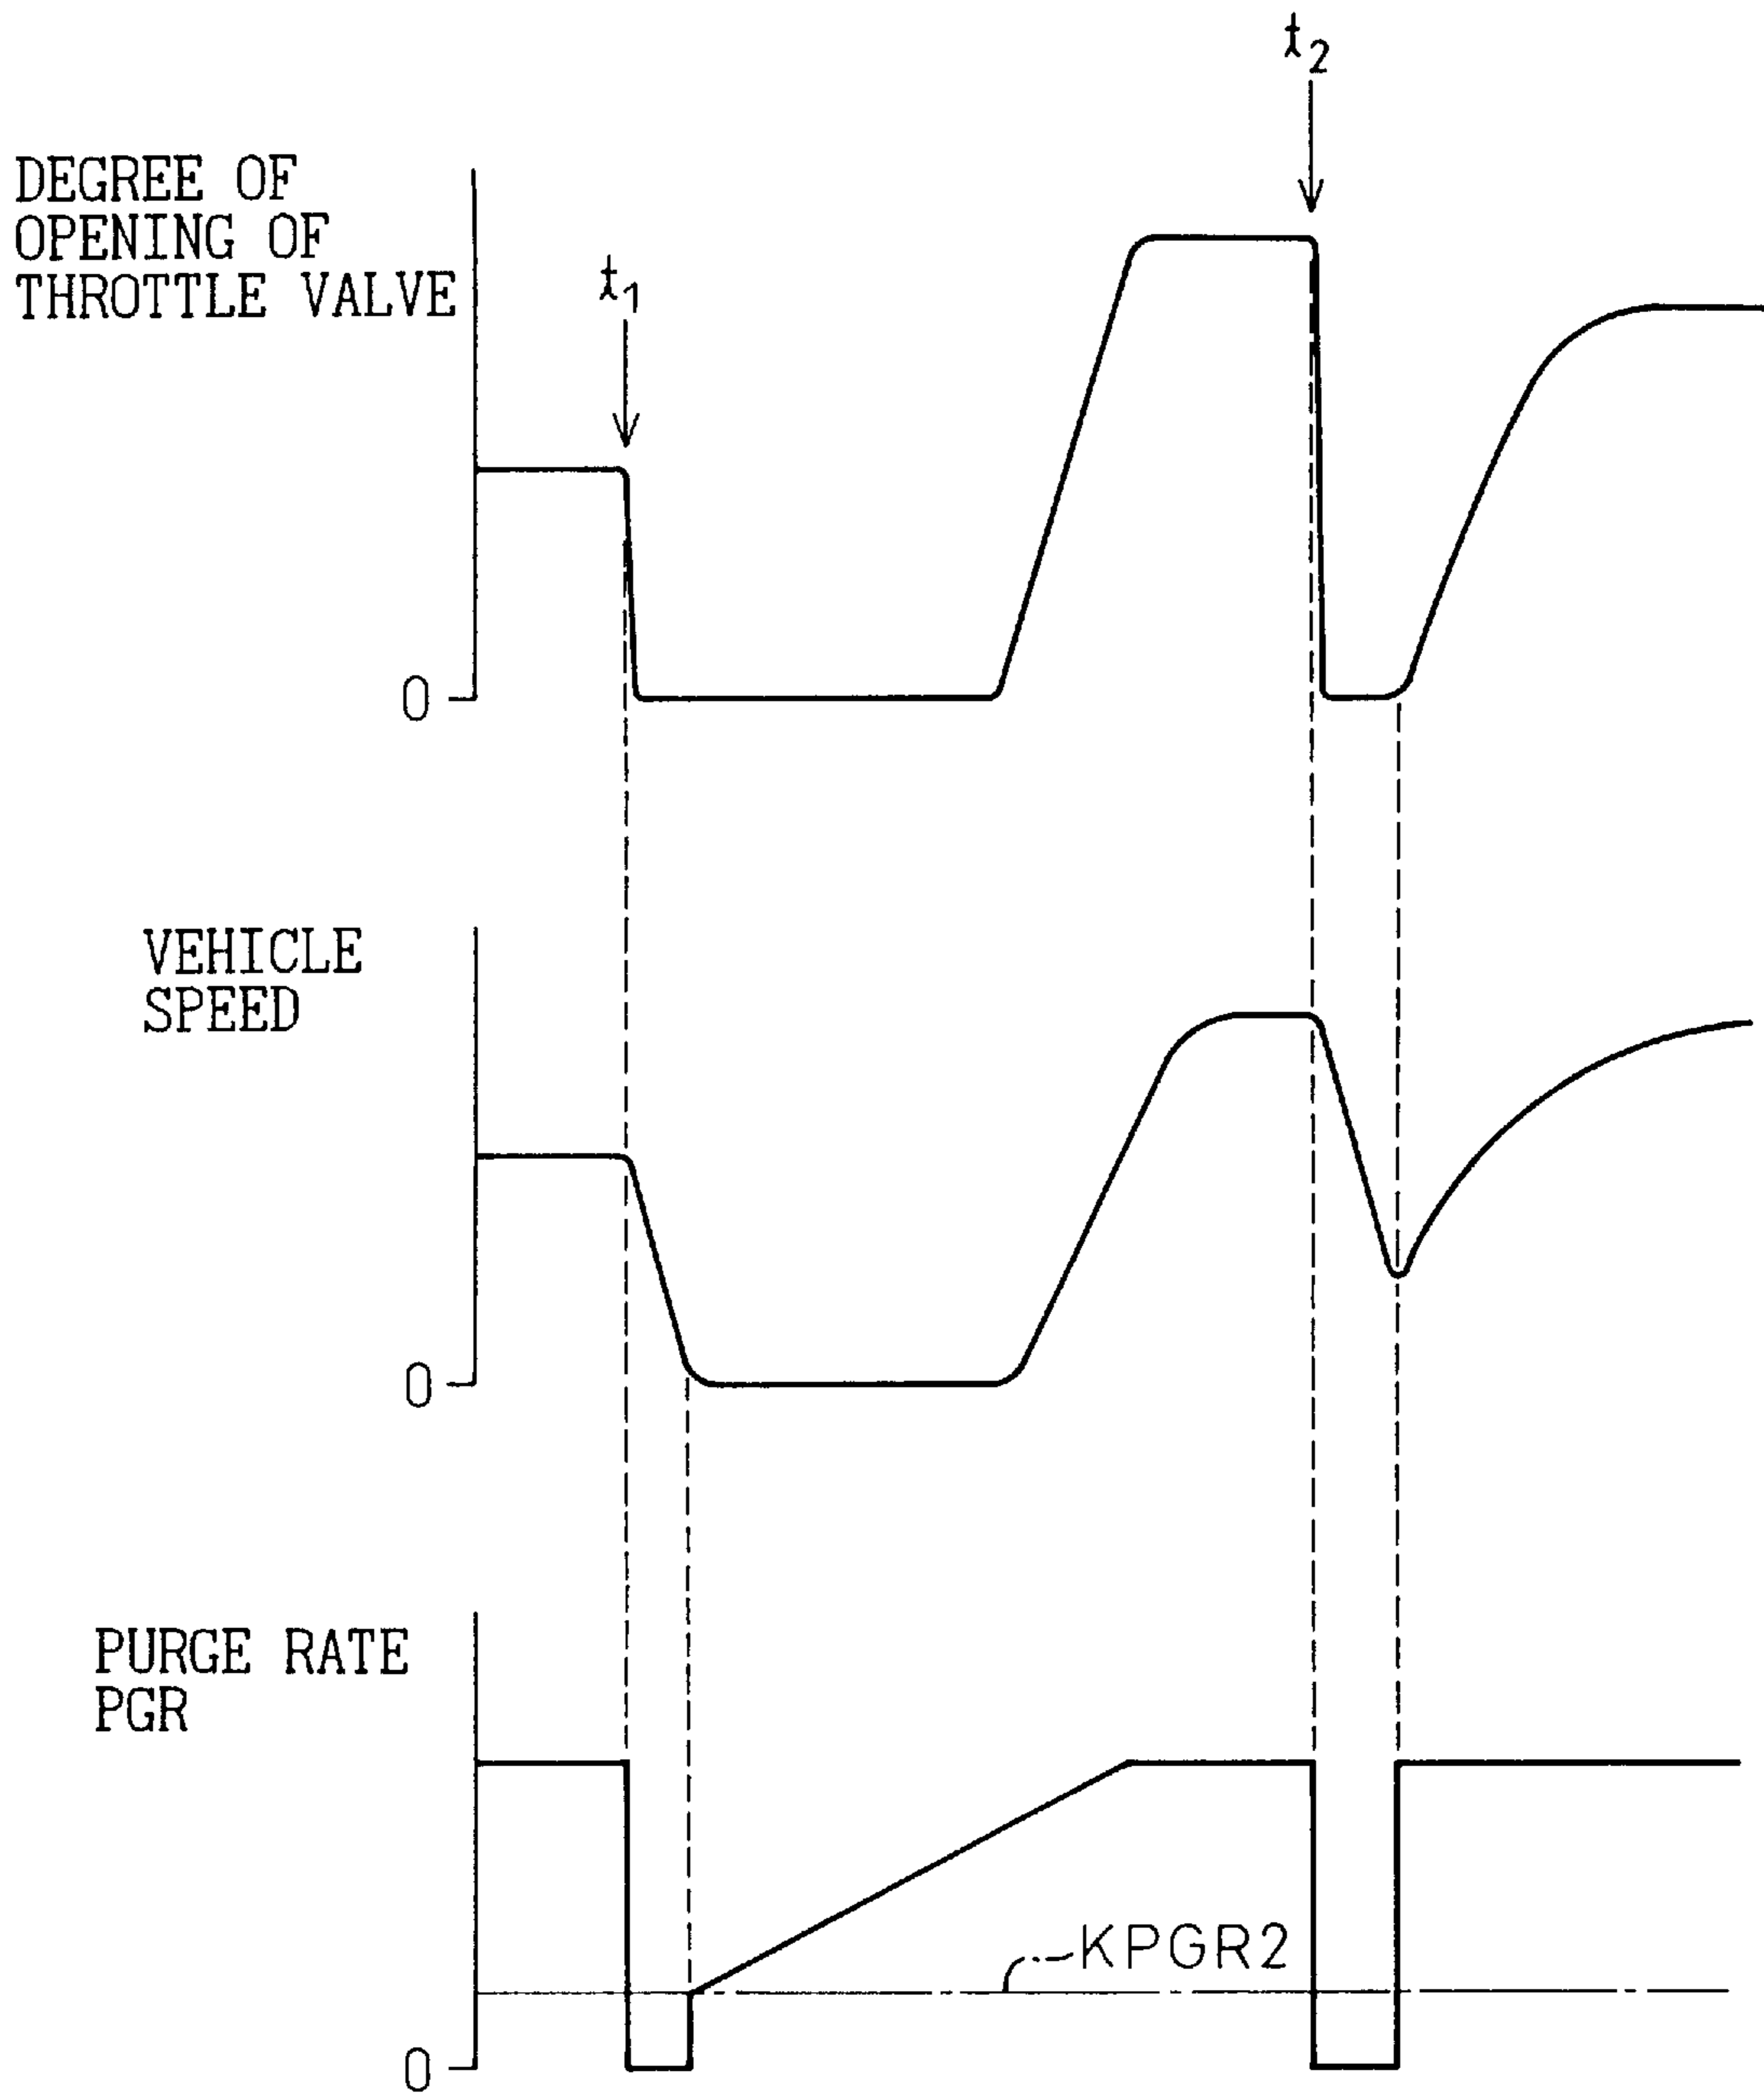 t2
DEGREE OF
OPENING OF
THROTTLE VALVE
t1
0
VEHICLE
SPEED
0
PURGE RATE
PGR
KPGR2
0